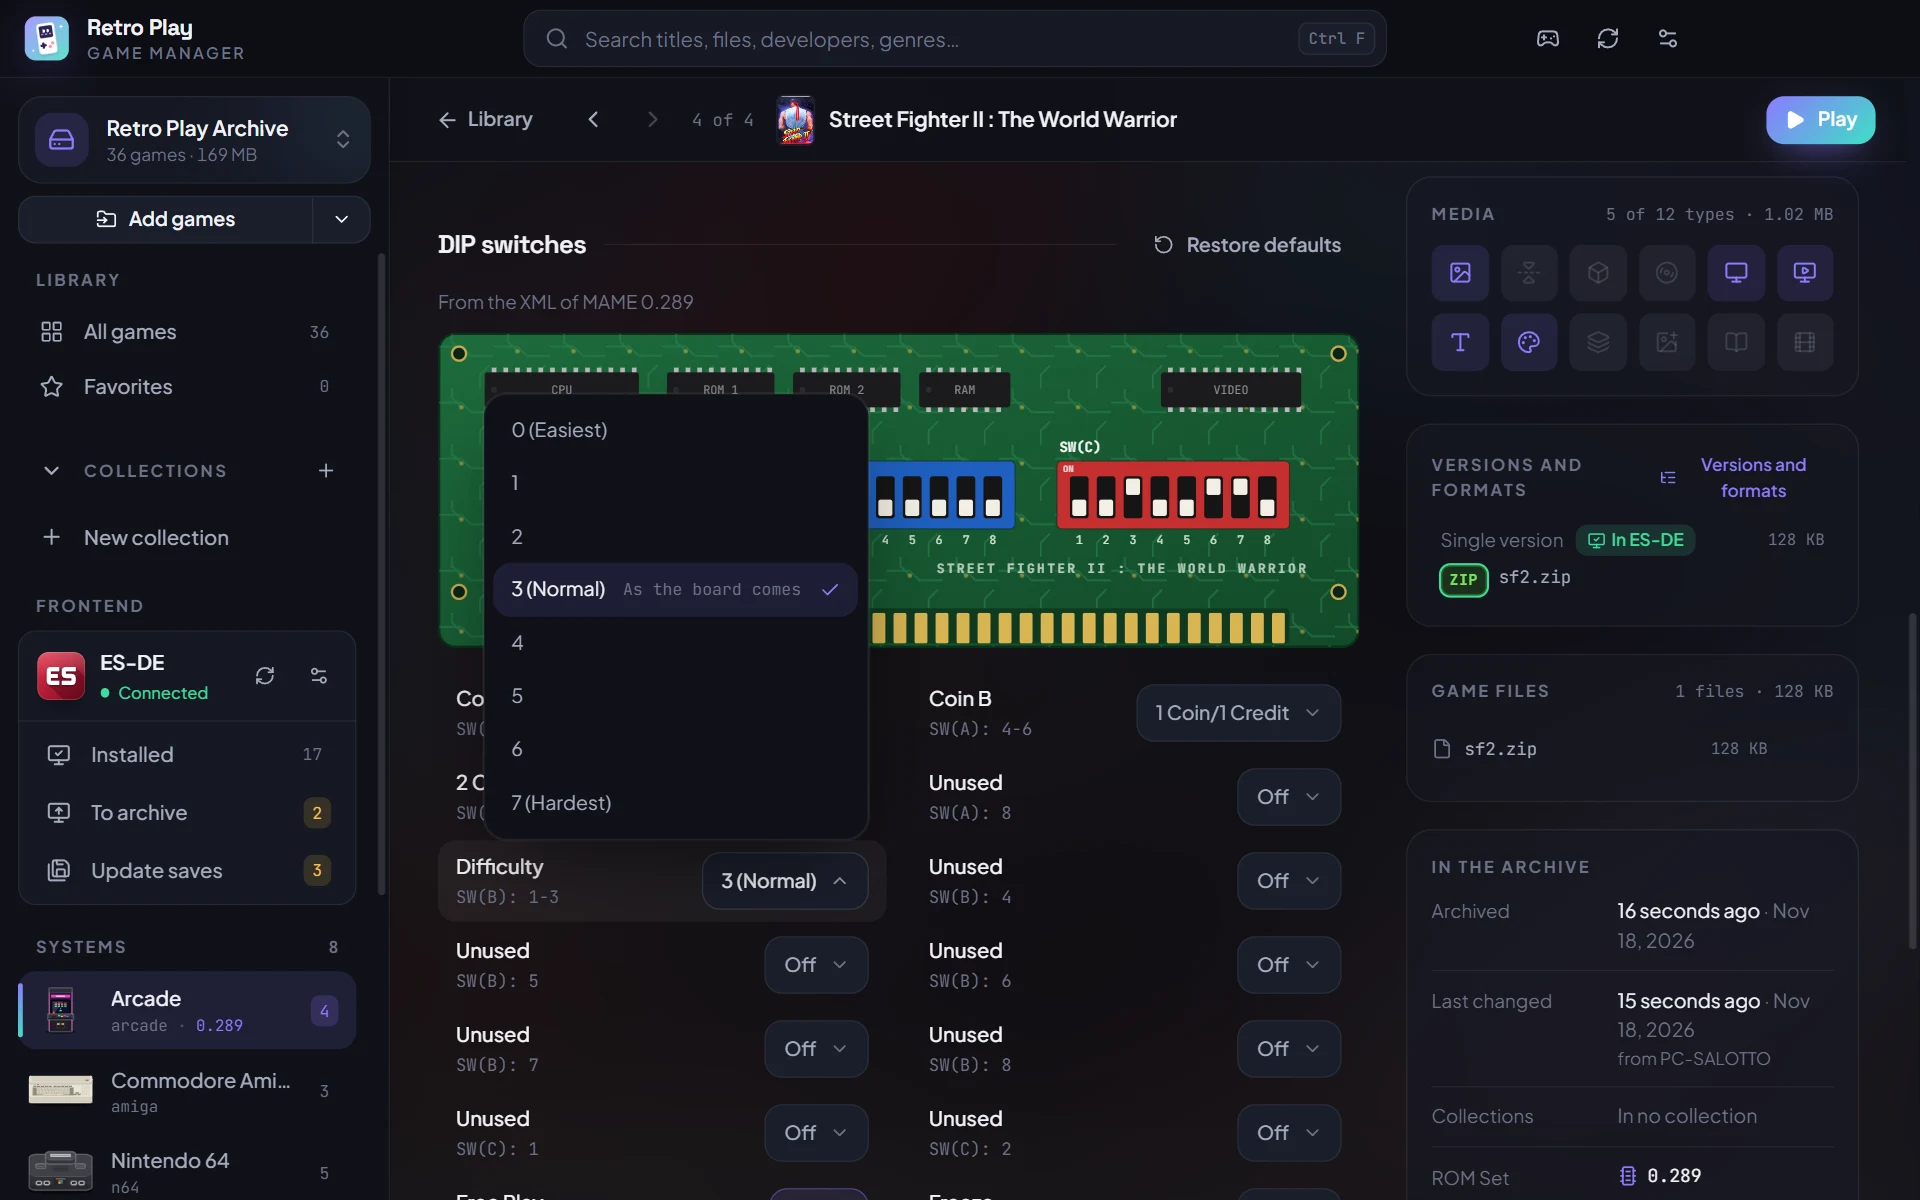 Retro Play
GAME MANAGER
Search titles, files, developers, genres…
Ctrl F
Retro Play Archive
36 games · 169 MB
Add games
LIBRARY
All games 36
Favorites 0
COLLECTIONS
New collection
FRONTEND
ES
ES-DE
Connected
Installed 17
To archive 2
Update saves 3
SYSTEMS 8
Arcade
arcade · 0.289
4
Commodore Ami…
amiga
3
Nintendo 64
n64
5
Library
4 of 4
Street Fighter II : The World Warrior
Play
DIP switches
Restore defaults
From the XML of MAME 0.289
CPU
ROM 1
ROM 2
RAM
VIDEO
SW(C)
ON
4 5 6 7 8
1 2 3 4 5 6 7 8
STREET FIGHTER II : THE WORLD WARRIOR
0 (Easiest)
1
2
3 (Normal) As the board comes
4
5
6
7 (Hardest)
Co
SW(
Coin B
SW(A): 4-6
1 Coin/1 Credit
2 C
SW(
Unused
SW(A): 8
Off
Difficulty
SW(B): 1-3
3 (Normal)
Unused
SW(B): 4
Off
Unused
SW(B): 5
Off
Unused
SW(B): 6
Off
Unused
SW(B): 7
Off
Unused
SW(B): 8
Off
Unused
SW(C): 1
Off
Unused
SW(C): 2
Off
Free Play
Freeze
MEDIA
5 of 12 types · 1.02 MB
VERSIONS AND
FORMATS
Versions and
formats
Single version
In ES-DE
128 KB
ZIP
sf2.zip
GAME FILES
1 files · 128 KB
sf2.zip
128 KB
IN THE ARCHIVE
Archived
16 seconds ago · Nov
18, 2026
Last changed
15 seconds ago · Nov
18, 2026
from PC-SALOTTO
Collections
In no collection
ROM Set
0.289